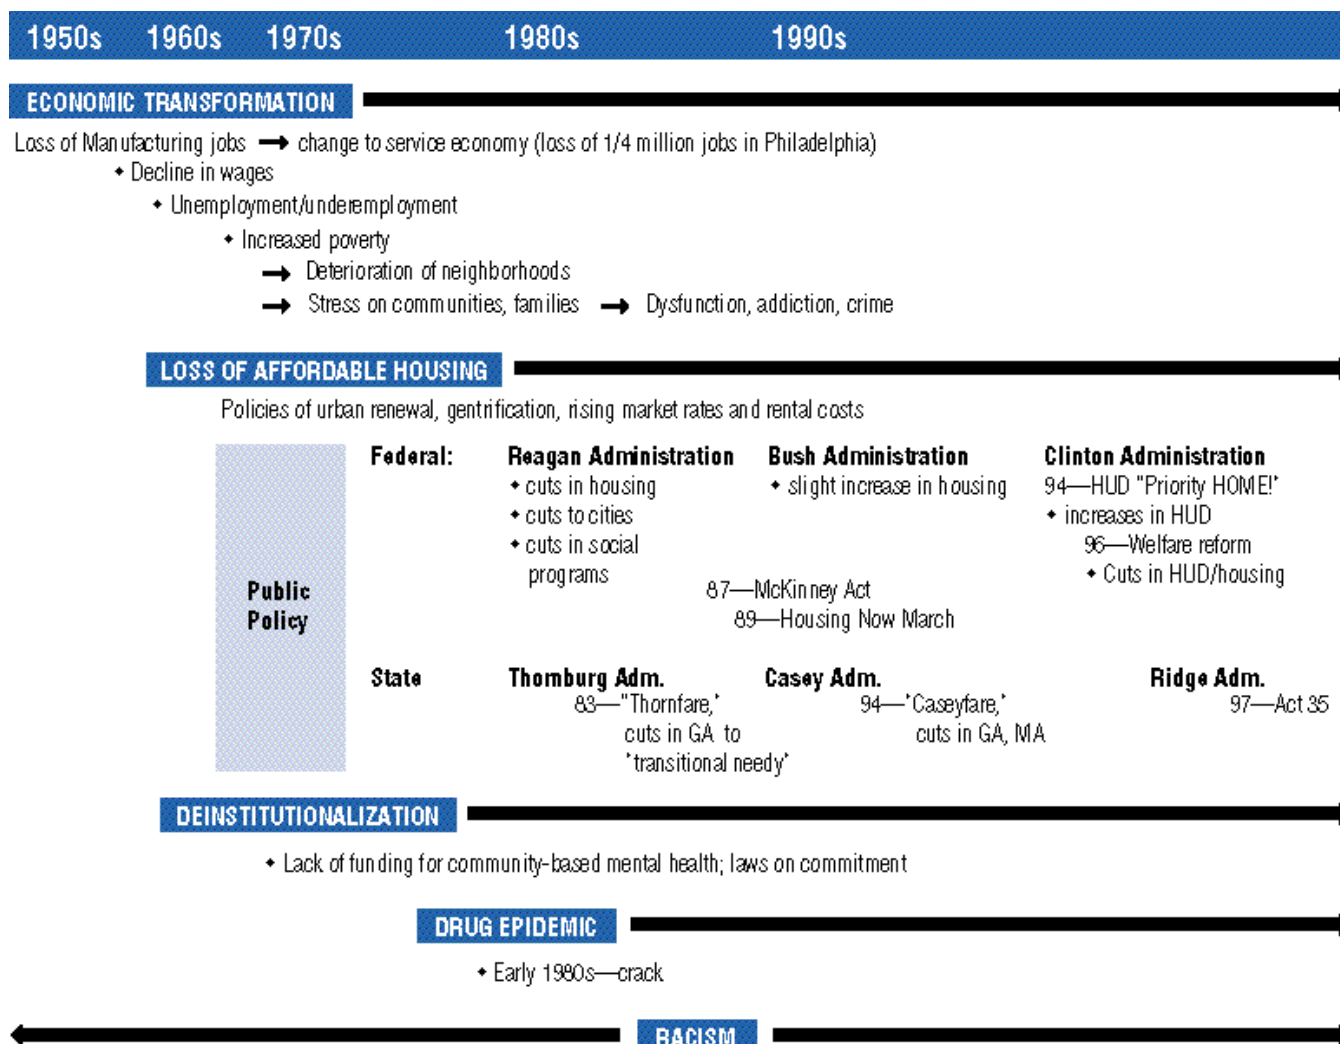 1950s 1960s 1970s 1980s 1990s
ECONOMIC TRANSFORMATION
Loss of Manufacturing jobs → change to service economy (loss of 1/4 million jobs in Philadelphia)
• Decline in wages
• Unemployment/underemployment
• Increased poverty
→ Deterioration of neighborhoods
→ Stress on communities, families → Dysfunction, addiction, crime
LOSS OF AFFORDABLE HOUSING
Policies of urban renewal, gentrification, rising market rates and rental costs
Public
Policy
Federal:
Reagan Administration
• cuts in housing
• cuts to cities
• cuts in social
programs
Bush Administration
• slight increase in housing
87—McKinney Act
89—Housing Now March
Clinton Administration
94—HUD "Priority HOME!"
• increases in HUD
96—Welfare reform
• Cuts in HUD/housing
State
Thornburg Adm.
83—"Thornfare,"
cuts in GA to
"transitional needy"
Casey Adm.
94—"Caseyfare,"
cuts in GA, MA
Ridge Adm.
97—Act 35
DEINSTITUTIONALIZATION
• Lack of funding for community-based mental health; laws on commitment
DRUG EPIDEMIC
• Early 1980s—crack
RACISM